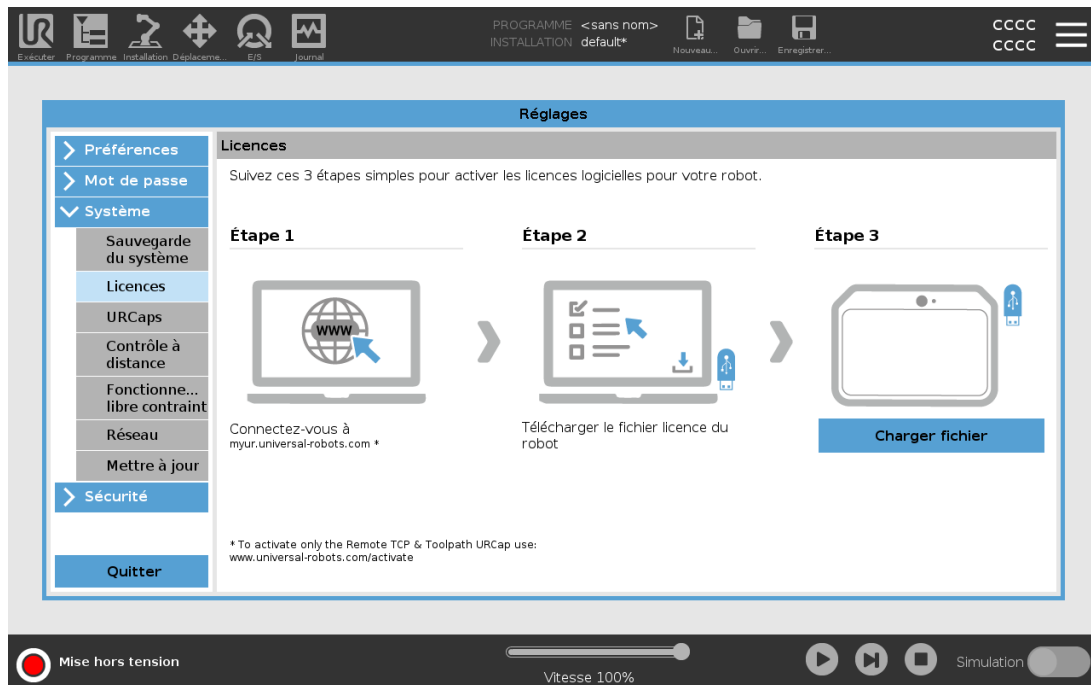 PROGRAMME <sans nom>
INSTALLATION default*
CCCC
CCCC
Exécuter Programme Installation Déplaceme... E/S Journal
Nouveau... Ouvrir... Enregistrer...
Réglages
Préférences
Mot de passe
Système
Sauvegarde
du système
Licences
URCaps
Contrôle à
distance
Fonctionne...
libre contraint
Réseau
Mettre à jour
Sécurité
Quitter
Licences
Suivez ces 3 étapes simples pour activer les licences logicielles pour votre robot.
Étape 1
WWW
Connectez-vous à
myur.universal-robots.com *
Étape 2
Télécharger le fichier licence du
robot
Étape 3
Charger fichier
* To activate only the Remote TCP & Toolpath URCap use:
www.universal-robots.com/activate
Mise hors tension
Vitesse 100%
Simulation